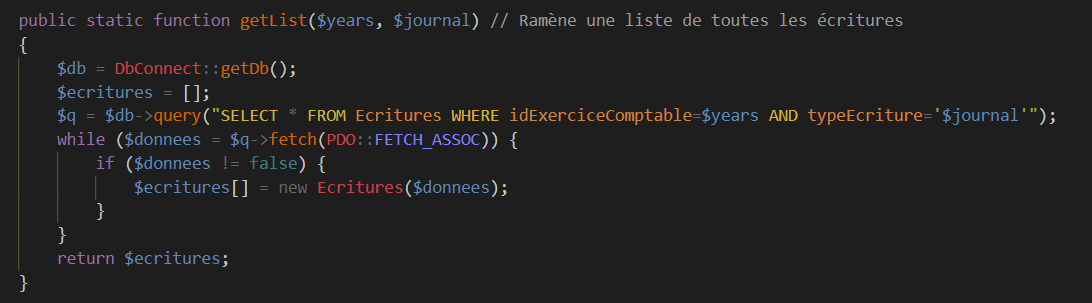 public static function getList($years, $journal) // Ramène une liste de toutes les écritures
{
    $db = DbConnect::getDb();
    $ecritures = [];
    $q = $db->query("SELECT * FROM Ecritures WHERE idExerciceComptable=$years AND typeEcriture='$journal'");
    while ($donnees = $q->fetch(PDO::FETCH_ASSOC)) {
        if ($donnees != false) {
            $ecritures[] = new Ecritures($donnees);
        }
    }
    return $ecritures;
}